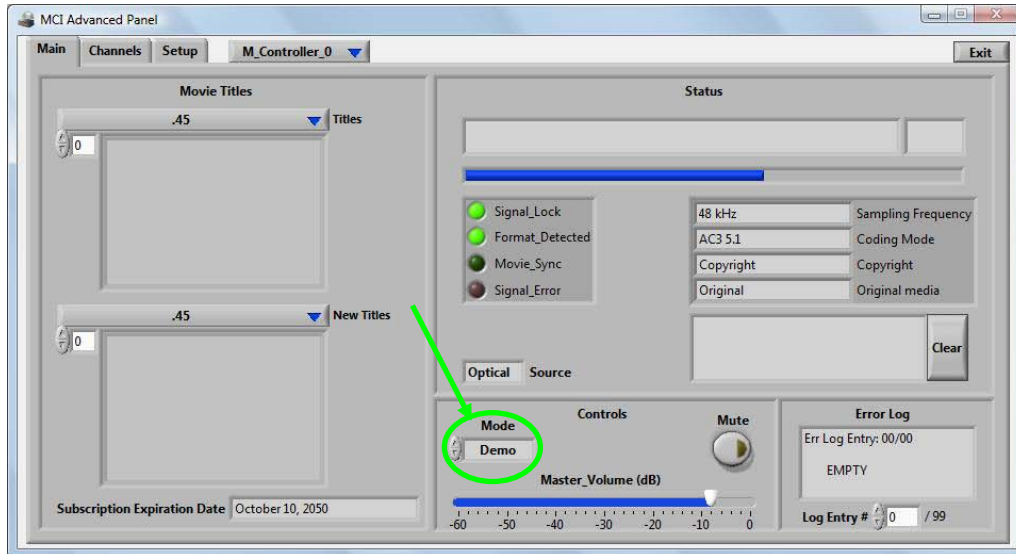 MCI Advanced Panel
Main Channels Setup M_Controller_0 Exit
Movie Titles
.45 Titles
0
.45 New Titles
0
Subscription Expiration Date October 10, 2050
Status
Signal_Lock
Format_Detected
Movie_Sync
Signal_Error
48 kHz Sampling Frequency
AC3 5.1 Coding Mode
Copyright Copyright
Original Original media
Clear
Optical Source
Controls
Mode
Demo
Mute
Master_Volume (dB)
-60 -50 -40 -30 -20 -10 0
Error Log
Err Log Entry: 00/00
EMPTY
Log Entry # 0 / 99